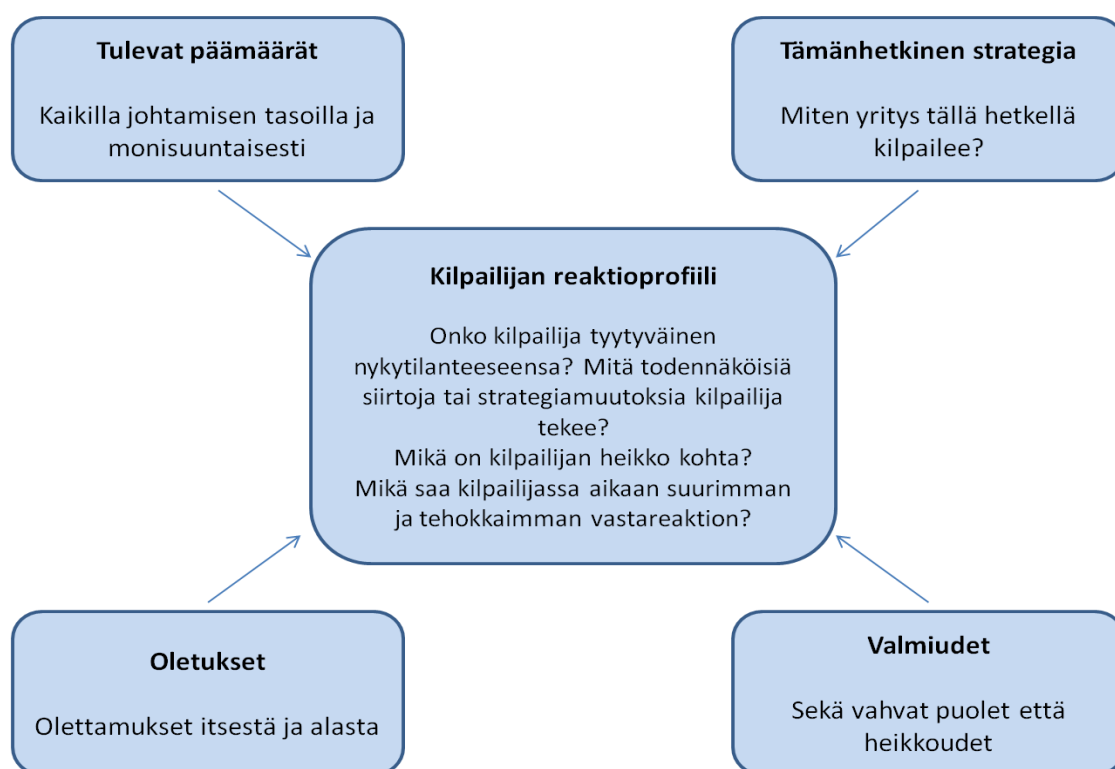 Tulevat päämäärät
Kaikilla johtamisen tasoilla ja
monisuuntaisesti
Tämänhetkinen strategia
Miten yritys tällä hetkellä
kilpailee?
Kilpailijan reaktioprofiili
Onko kilpailija tyytyväinen
nykytilanteeseensa? Mitä todennäköisiä
siirtoja tai strategiamuutoksia kilpailija
tekee?
Mikä on kilpailijan heikko kohta?
Mikä saa kilpailijassa aikaan suurimman
ja tehokkaimman vastareaktion?
Oletukset
Olettamukset itsestä ja alasta
Valmiudet
Sekä vahvat puolet että
heikkoudet